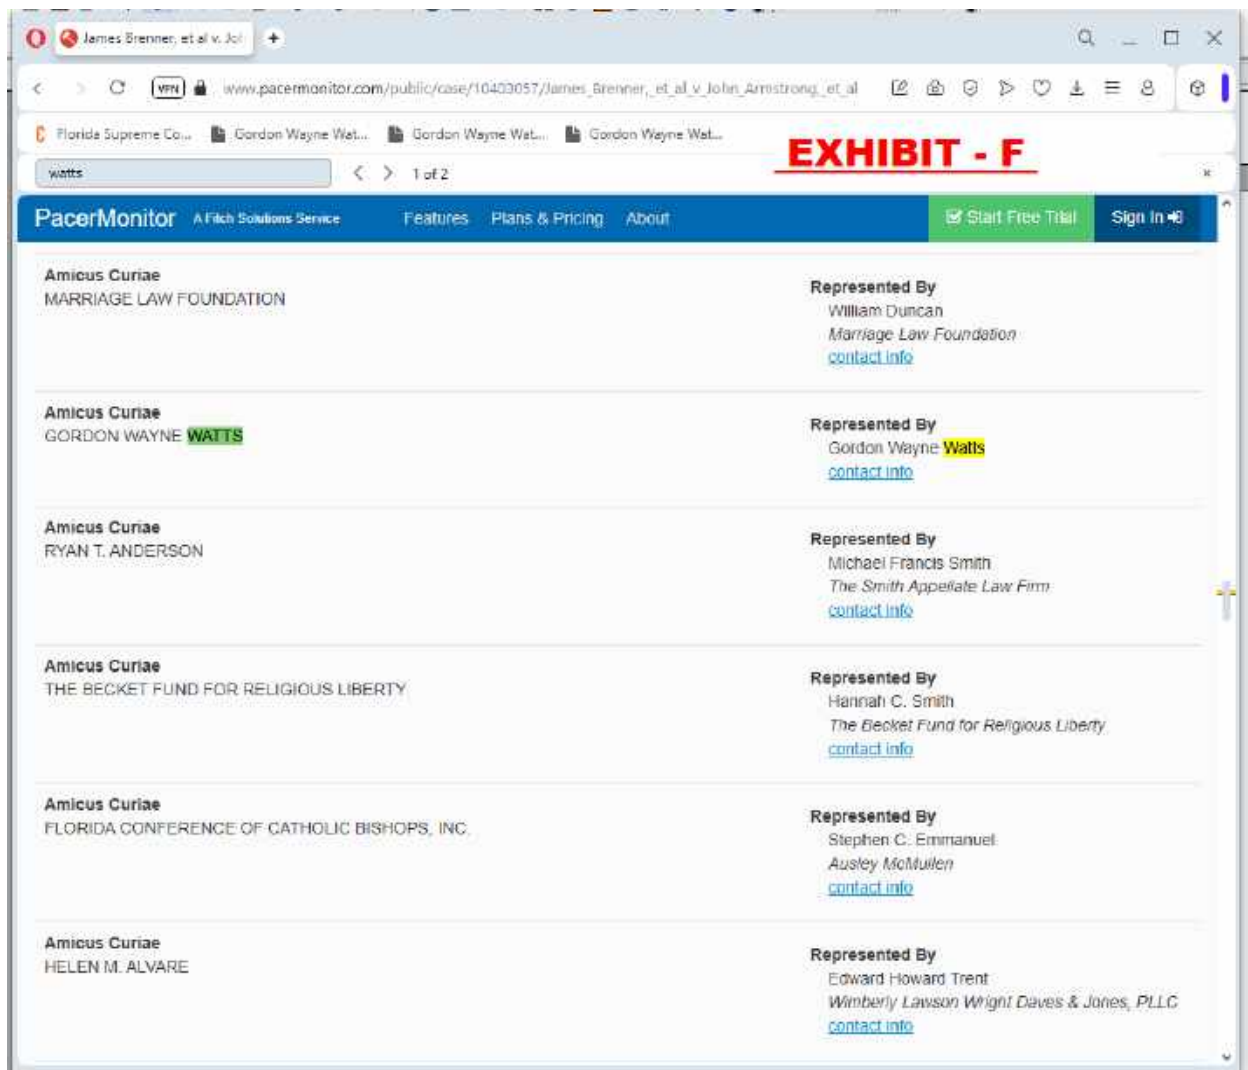 James Brenner, et al v. Joh
VPN
www.pacermonitor.com/public/case/10403057/James_Brenner,_et_al_v_John_Armstrong,_et_al
Florida Supreme Co... Gordon Wayne Wat... Gordon Wayne Wat... Gordon Wayne Wat...
EXHIBIT - F
watts 1 of 2
PacerMonitor A Fitch Solutions Service Features Plans & Pricing About Start Free Trial Sign In
Amicus Curiae
MARRIAGE LAW FOUNDATION
Represented By
William Duncan
Marriage Law Foundation
contact info
Amicus Curiae
GORDON WAYNE WATTS
Represented By
Gordon Wayne Watts
contact info
Amicus Curiae
RYAN T. ANDERSON
Represented By
Michael Francis Smith
The Smith Appellate Law Firm
contact info
Amicus Curiae
THE BECKET FUND FOR RELIGIOUS LIBERTY
Represented By
Hannah C. Smith
The Becket Fund for Religious Liberty
contact info
Amicus Curiae
FLORIDA CONFERENCE OF CATHOLIC BISHOPS, INC.
Represented By
Stephen C. Emmanuel
Ausley McMullen
contact info
Amicus Curiae
HELEN M. ALVARE
Represented By
Edward Howard Trent
Wimberly Lawson Wright Daves & Jones, PLLC
contact info